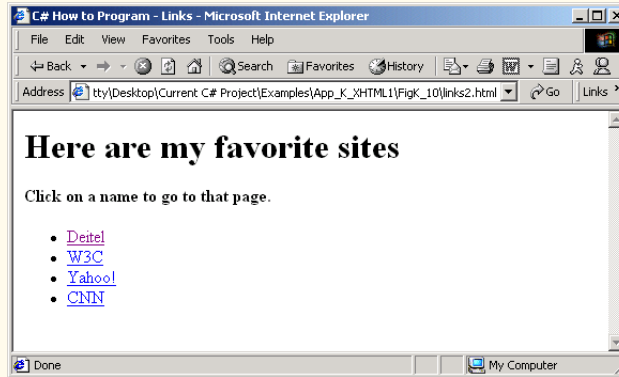 C# How to Program - Links - Microsoft Internet Explorer
File Edit View Favorites Tools Help
Back Search Favorites History
Address tty\Desktop\Current C# Project\Examples\App_K_XHTML1\FigK_10\links2.html Go Links
Here are my favorite sites
Click on a name to go to that page.
Deitel
W3C
Yahoo!
CNN
Done My Computer